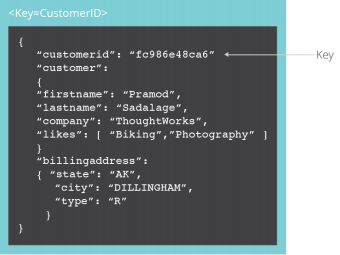 <Key=CustomerID>
{
“customerid”: “fc986e48ca6” Key
“customer”:
{
“firstname”: “Pramod”,
“lastname”: “Sadalage”,
“company”: “ThoughtWorks”,
“likes”: [ “Biking”,”Photography” ]
}
“billingaddress”:
{ “state”: “AK”,
“city”: “DILLINGHAM”,
“type”: “R”
}
}